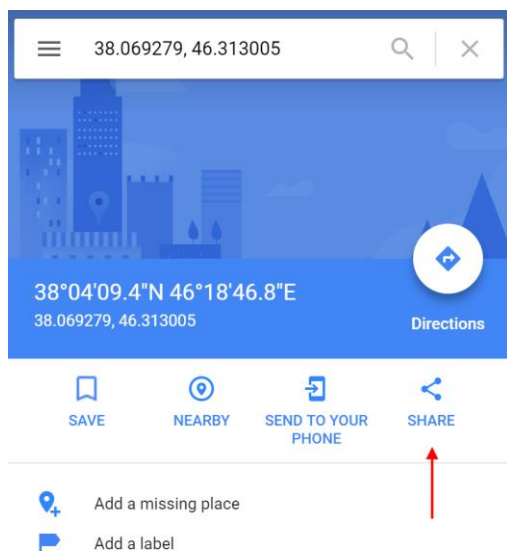 38.069279, 46.313005
38°04'09.4"N 46°18'46.8"E
38.069279, 46.313005
Directions
SAVE
NEARBY
SEND TO YOUR
PHONE
SHARE
Add a missing place
Add a label